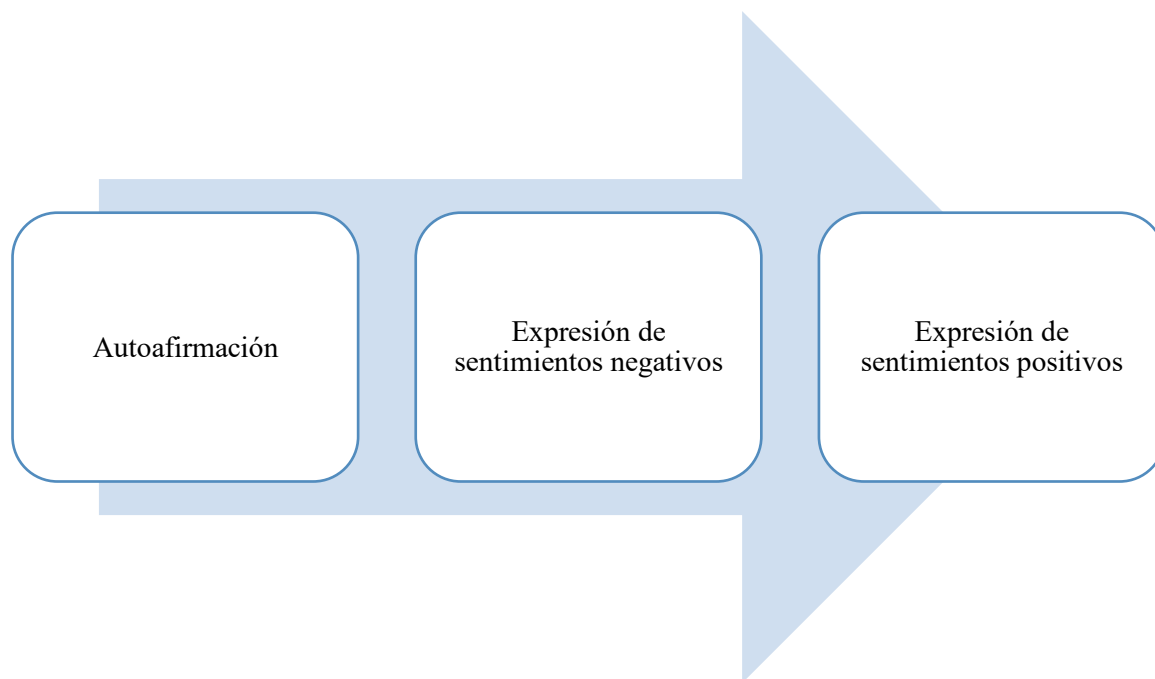 Autoafirmación
Expresión de
sentimientos negativos
Expresión de
sentimientos positivos